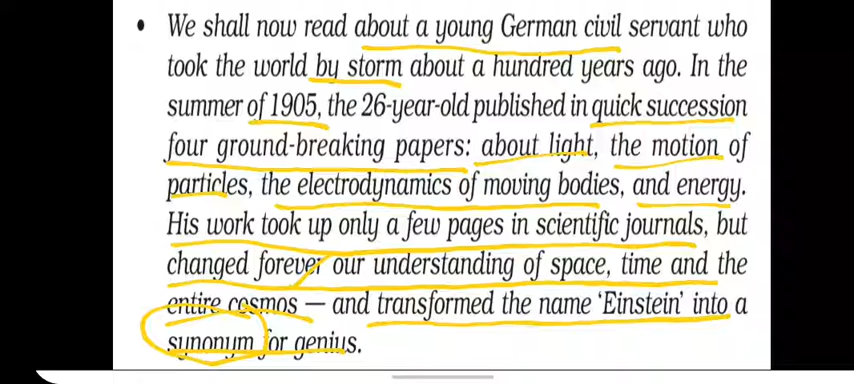 • We shall now read about a young German civil servant who
took the world by storm about a hundred years ago. In the
summer of 1905, the 26-year-old published in quick succession
four ground-breaking papers: about light, the motion of
particles, the electrodynamics of moving bodies, and energy.
His work took up only a few pages in scientific journals, but
changed forever our understanding of space, time and the
entire cosmos — and transformed the name ‘Einstein’ into a
synonym for genius.